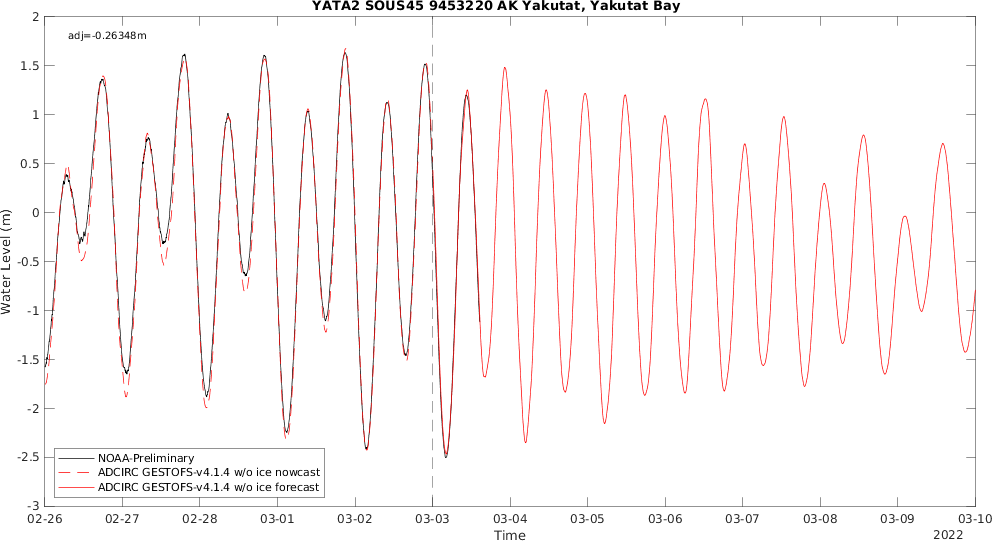 YATA2 SOUS45 9453220 AK Yakutat, Yakutat Bay
adj=-0.26348m
Water Level (m)
2
1.5
1
0.5
0
-0.5
-1
-1.5
-2
-2.5
-3
NOAA-Preliminary
ADCIRC GESTOFS-v4.1.4 w/o ice nowcast
ADCIRC GESTOFS-v4.1.4 w/o ice forecast
02-26 02-27 02-28 03-01 03-02 03-03 03-04 03-05 03-06 03-07 03-08 03-09 03-10
Time
2022